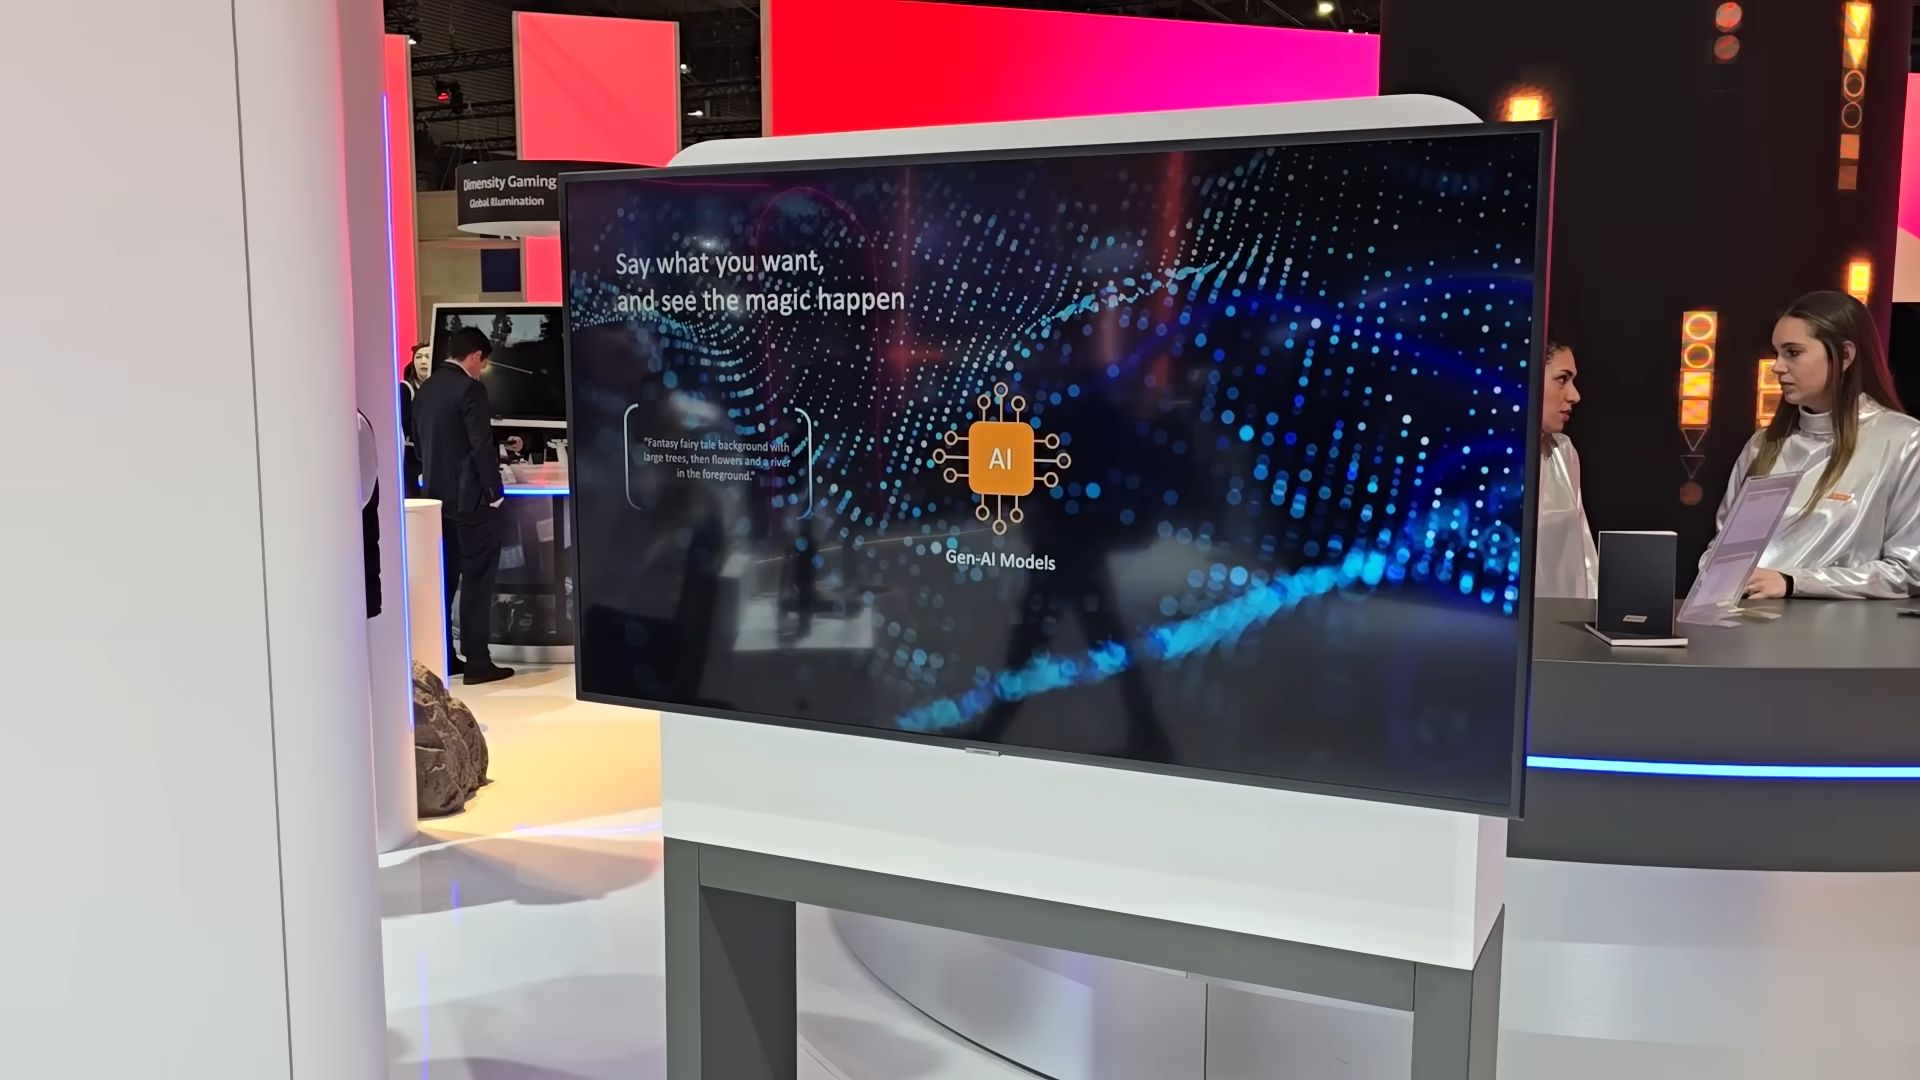 Dimensity Gaming
Global Illumination
Say what you want,
and see the magic happen
"Fantasy fairy tale background with
large trees, then flowers and a river
in the foreground."
AI
Gen-AI Models